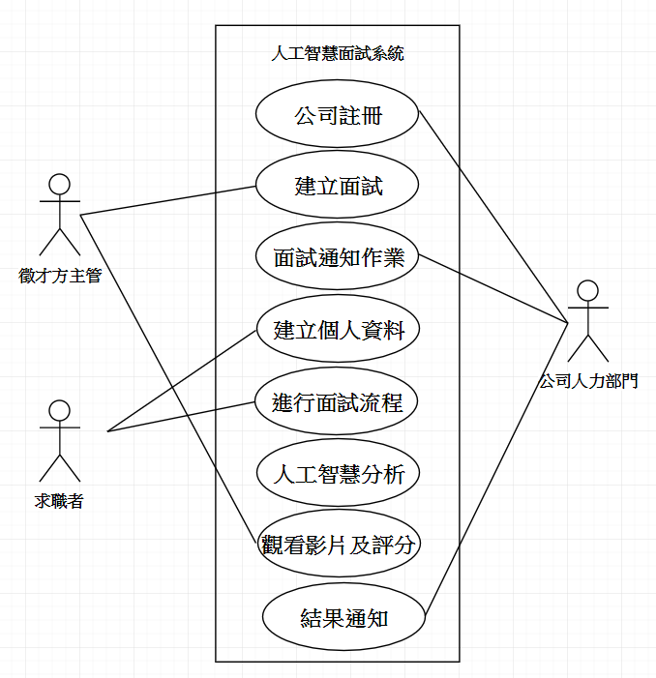 人工智慧面試系統
公司註冊
建立面試
面試通知作業
建立個人資料
進行面試流程
人工智慧分析
觀看影片及評分
結果通知
徵才方主管
求職者
公司人力部門